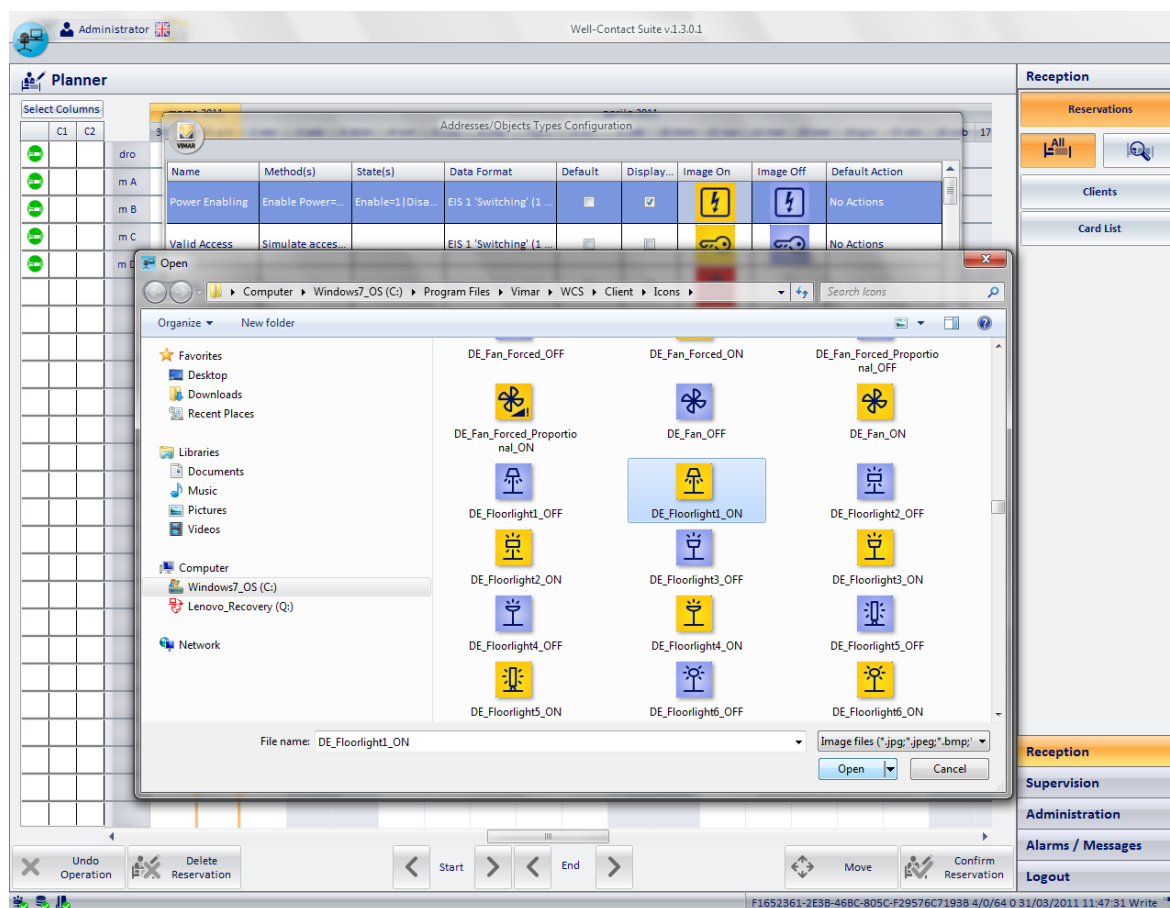 Administrator
Well-Contact Suite v.1.3.0.1
Planner
Reception
Select Columns
C1 C2
17
Addresses/Objects Types Configuration
VIMAR
Reservations
All
Clients
Card List
dro
m A
m B
m C
Name Method(s) State(s) Data Format Default Display... Image On Image Off Default Action
Power Enabling Enable Power=... Enable=1|Disa... EIS 1 'Switching' (1 ... No Actions
Valid Access Simulate acces... EIS 1 'Switching' (1 ... No Actions
Open
Computer Windows7_OS (C:) Program Files Vimar WCS Client Icons Search Icons
Organize New folder
Favorites
Desktop
Downloads
Recent Places
Libraries
Documents
Music
Pictures
Videos
Computer
Windows7_OS (C:)
Lenovo_Recovery (Q:)
Network
DE_Fan_Forced_OFF DE_Fan_Forced_ON DE_Fan_Forced_Proportio
nal_OFF
DE_Fan_Forced_Proportio DE_Fan_OFF DE_Fan_ON
nal_ON
DE_Floorlight1_OFF DE_Floorlight1_ON DE_Floorlight2_OFF
DE_Floorlight2_ON DE_Floorlight3_OFF DE_Floorlight3_ON
DE_Floorlight4_OFF DE_Floorlight4_ON DE_Floorlight5_OFF
DE_Floorlight5_ON DE_Floorlight6_OFF DE_Floorlight6_ON
File name: DE_Floorlight1_ON Image files (*.jpg;*.jpeg;*.bmp;*
Open Cancel
Reception
Supervision
Administration
Alarms / Messages
Logout
Undo
Operation
Delete
Reservation
Start
End
Move
Confirm
Reservation
F1652361-2E3B-46BC-805C-F29576C7193B 4/0/64 0 31/03/2011 11:47:31 Write